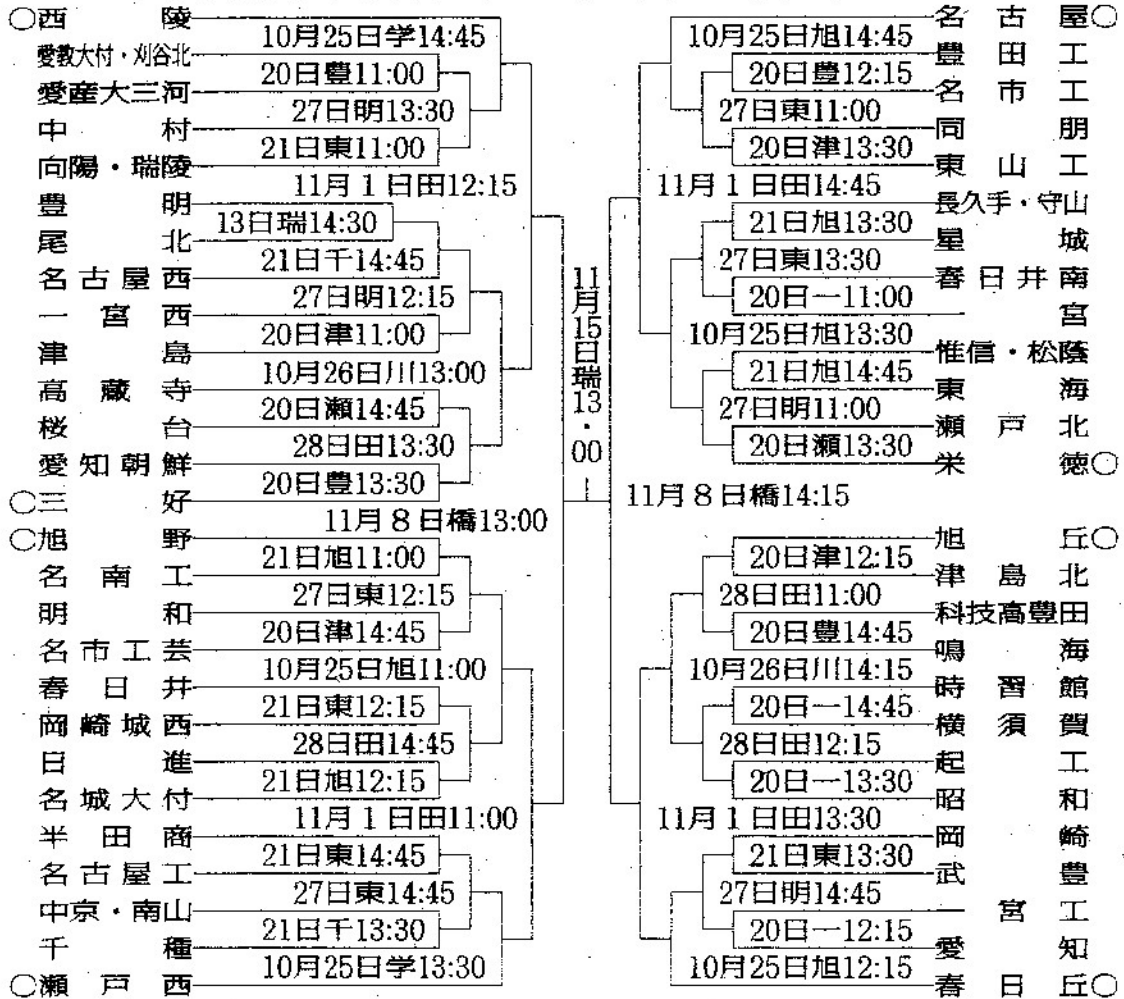 ○西陵
10月25日学14:45
愛教大付・刈谷北
20日豊11:00
愛産大三河
27日明13:30
中村
21日東11:00
向陽・瑞陵
11月1日田12:15
豊明
13日瑞14:30
尾北
21日千14:45
名古屋西
27日明12:15
一宮西
20日津11:00
津島
10月26日川13:00
高蔵寺
20日瀬14:45
桜台
28日田13:30
愛知朝鮮
20日豊13:30
○三好
11月8日橋13:00
○旭野
21日旭11:00
名南工
27日東12:15
明和
20日津14:45
名市工芸
10月25日旭11:00
春日井
21日東12:15
岡崎城西
28日田14:45
日進
21日旭12:15
名城大付
11月1日田11:00
半田商
21日東14:45
名古屋工
27日東14:45
中京・南山
21日千13:30
千種
10月25日学13:30
○瀬戸西
11月15日瑞13・00
名古屋○
10月25日旭14:45
豊田工
20日豊12:15
名市工
27日東11:00
同朋
20日津13:30
東山工
11月1日田14:45
長久手・守山
21日旭13:30
星城
27日東13:30
春日井南
20日一11:00
一宮
10月25日旭13:30
惟信・松蔭
21日旭14:45
東海
27日明11:00
瀬戸北
20日瀬13:30
栄徳○
11月8日橋14:15
旭丘○
20日津12:15
津島北
28日田11:00
科技高豊田
20日豊14:45
鳴海
10月26日川14:15
時習館
20日一14:45
横須賀
28日田12:15
起工
20日一13:30
昭和
11月1日田13:30
岡崎
21日東13:30
武豊
27日明14:45
一宮工
20日一12:15
愛知
10月25日旭12:15
春日丘○